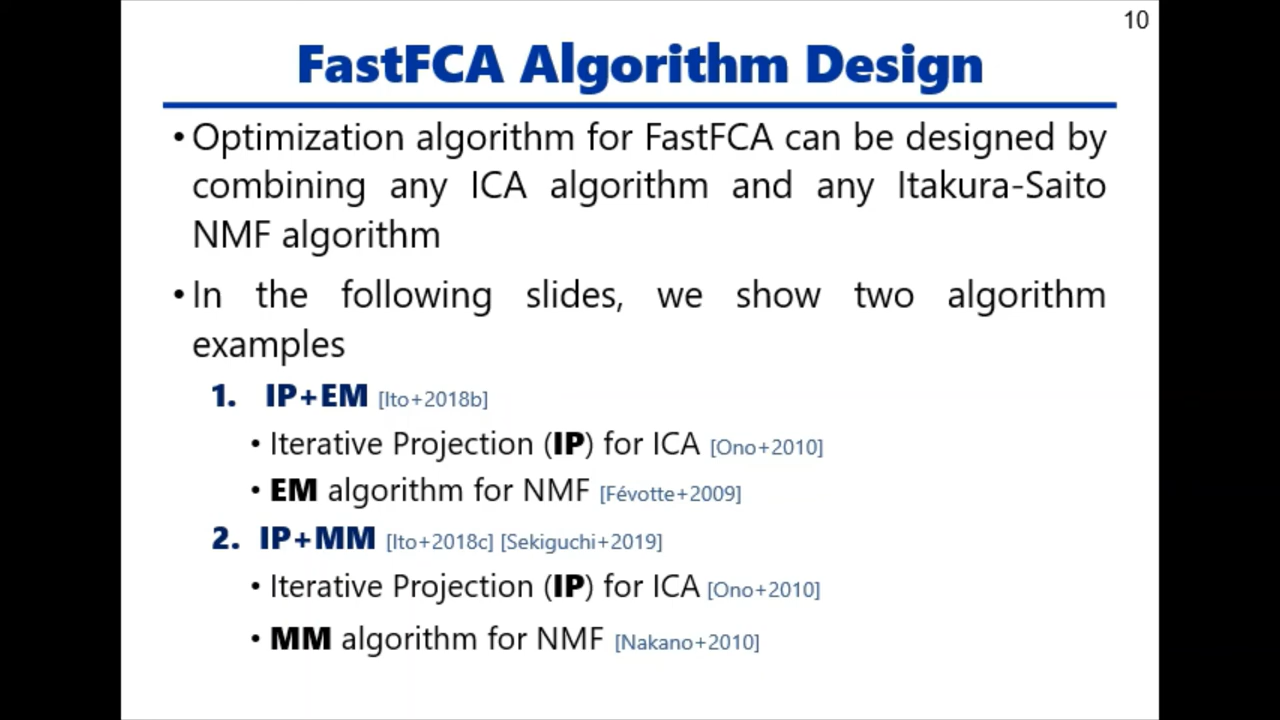 10
FastFCA Algorithm Design
• Optimization algorithm for FastFCA can be designed by
combining any ICA algorithm and any Itakura-Saito
NMF algorithm
• In the following slides, we show two algorithm
examples
1. IP+EM [Ito+2018b]
• Iterative Projection (IP) for ICA [Ono+2010]
• EM algorithm for NMF [Févotte+2009]
2. IP+MM [Ito+2018c] [Sekiguchi+2019]
• Iterative Projection (IP) for ICA [Ono+2010]
• MM algorithm for NMF [Nakano+2010]